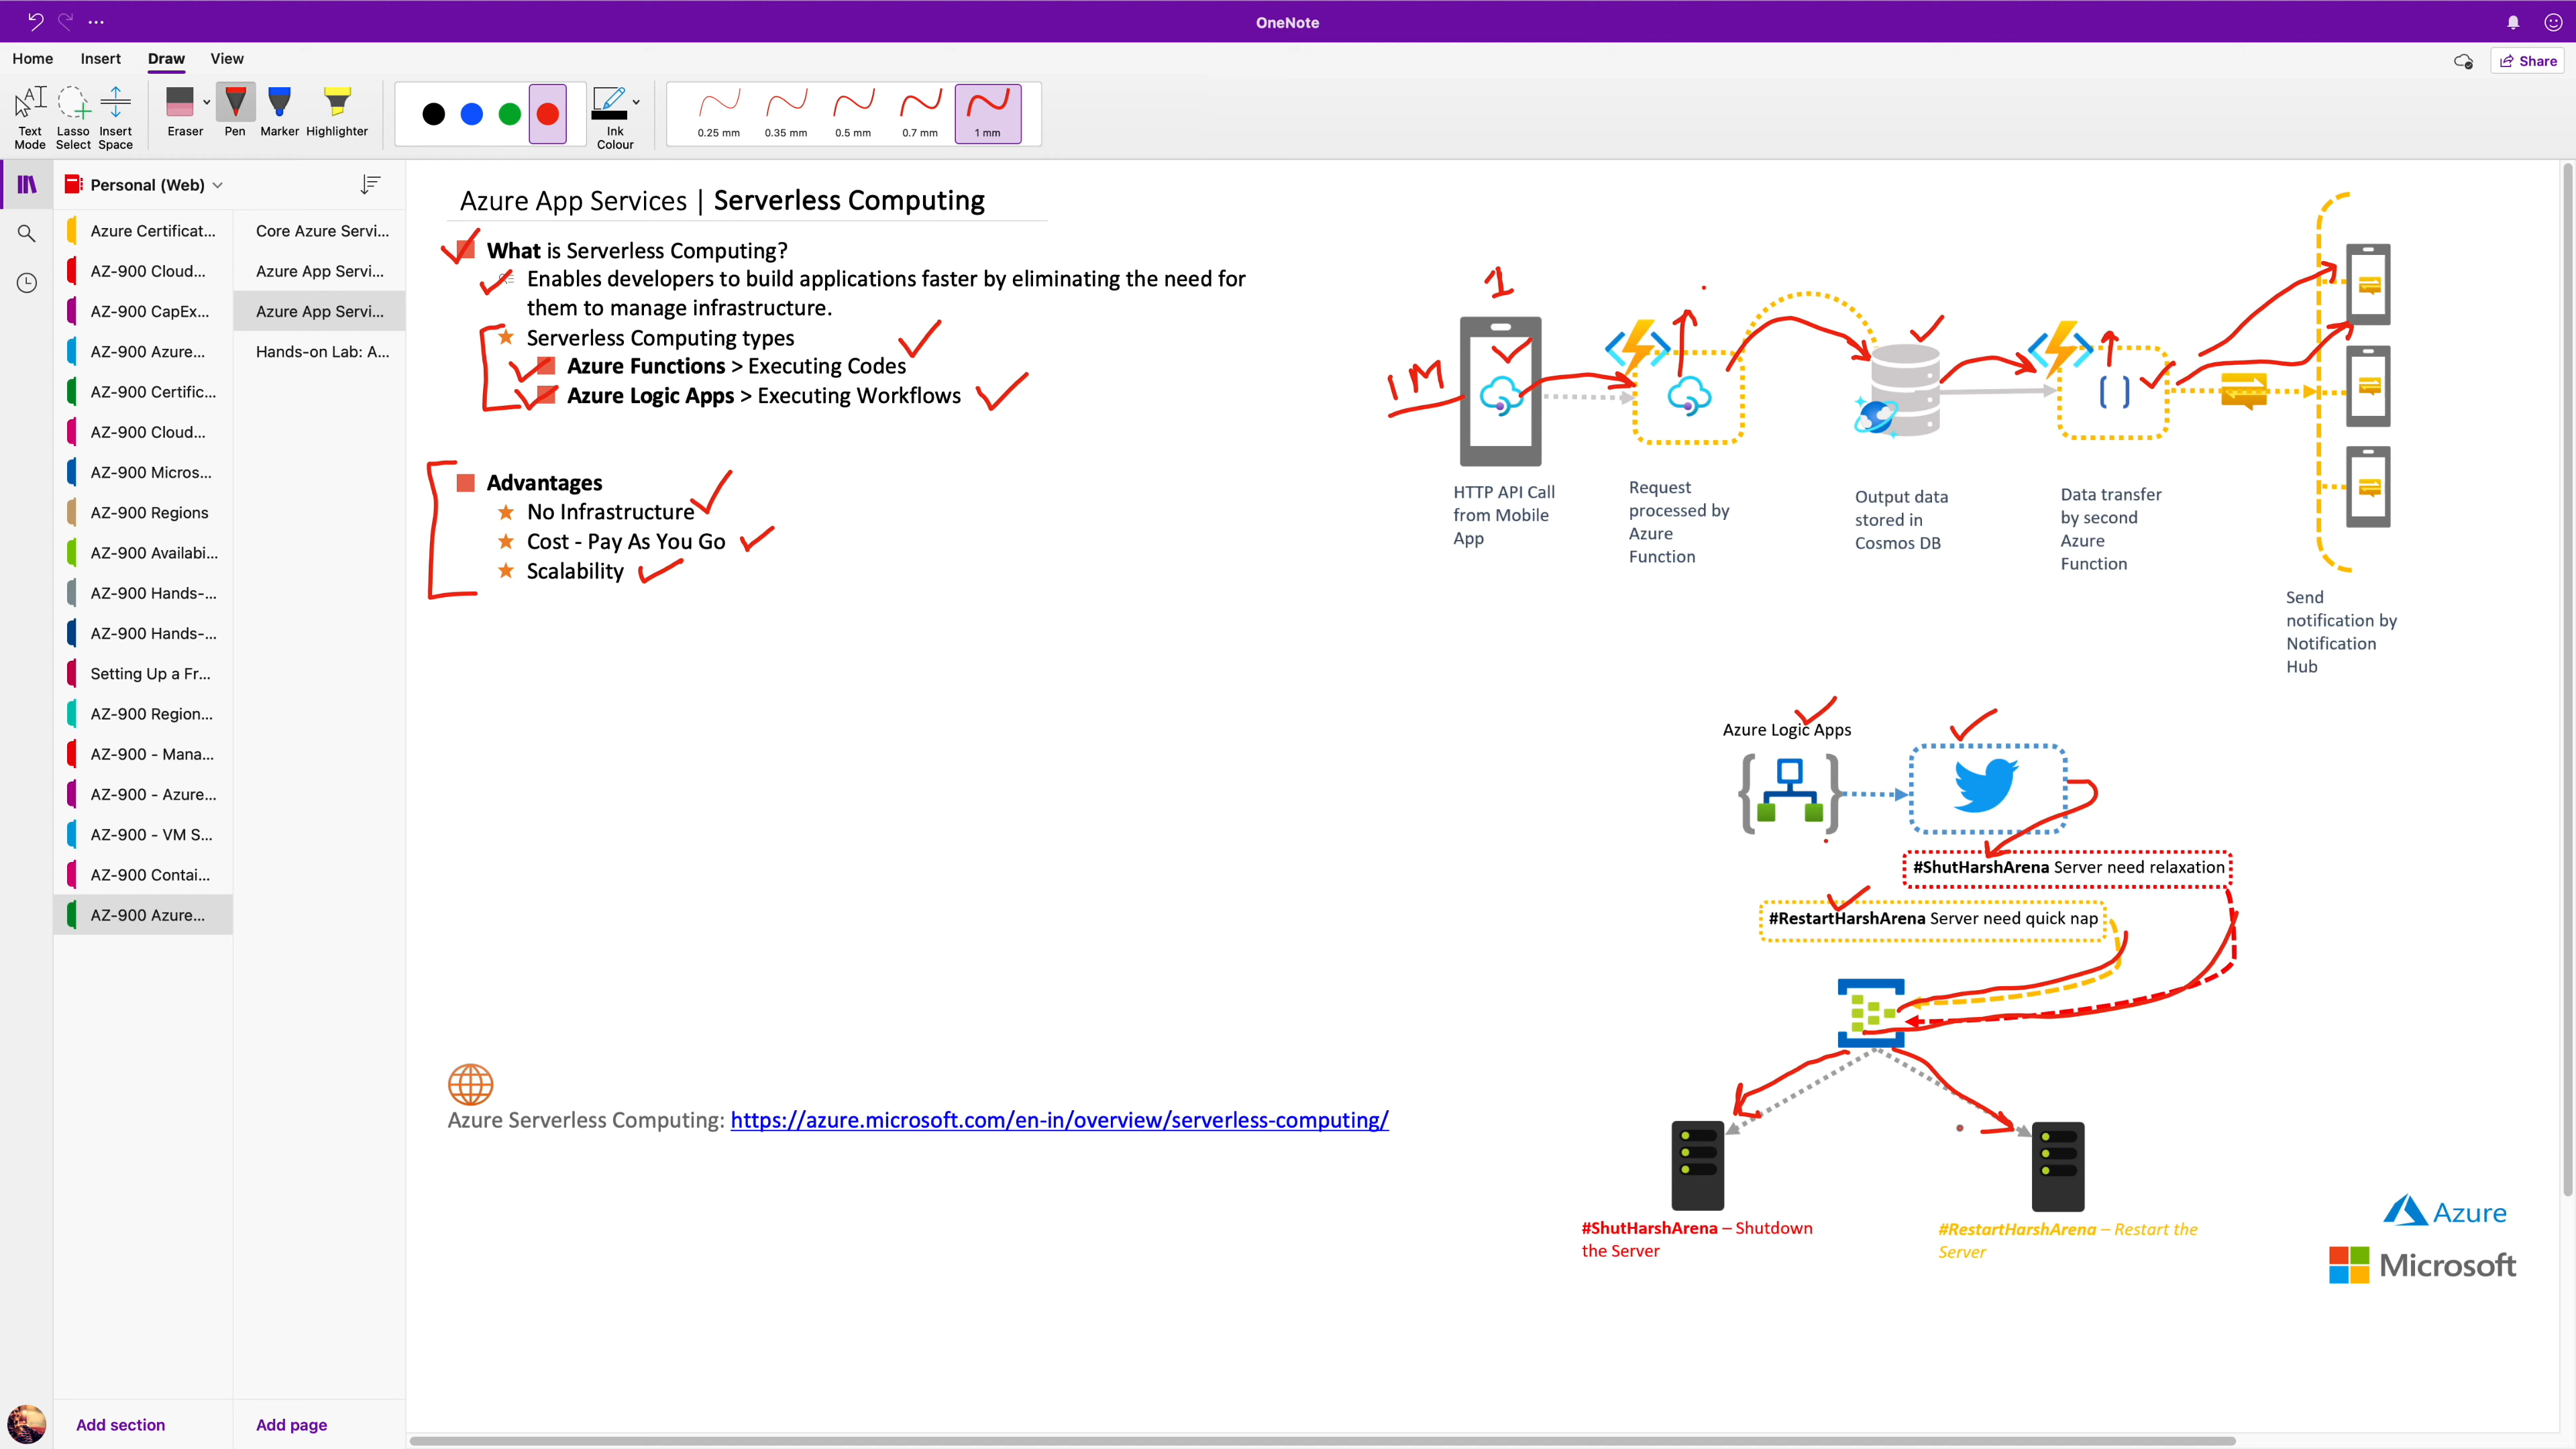 OneNote
Home Insert Draw View
Share
Text Mode
Lasso Select
Insert Space
Eraser
Pen
Marker
Highlighter
Ink Colour
0.25 mm
0.35 mm
0.5 mm
0.7 mm
1 mm
Personal (Web)
Azure Certificat...
AZ-900 Cloud...
AZ-900 CapEx...
AZ-900 Azure...
AZ-900 Certific...
AZ-900 Cloud...
AZ-900 Micros...
AZ-900 Regions
AZ-900 Availabi...
AZ-900 Hands-...
AZ-900 Hands-...
Setting Up a Fr...
AZ-900 Region...
AZ-900 - Mana...
AZ-900 - Azure...
AZ-900 - VM S...
AZ-900 Contai...
AZ-900 Azure...
Add section
Core Azure Servi...
Azure App Servi...
Azure App Servi...
Hands-on Lab: A...
Add page
Azure App Services | Serverless Computing
What is Serverless Computing?
Enables developers to build applications faster by eliminating the need for
them to manage infrastructure.
Serverless Computing types
Azure Functions > Executing Codes
Azure Logic Apps > Executing Workflows
Advantages
No Infrastructure
Cost - Pay As You Go
Scalability
Azure Serverless Computing: https://azure.microsoft.com/en-in/overview/serverless-computing/
1
1M
HTTP API Call
from Mobile
App
Request
processed by
Azure
Function
Output data
stored in
Cosmos DB
Data transfer
by second
Azure
Function
Send
notification by
Notification
Hub
Azure Logic Apps
#ShutHarshArena Server need relaxation
#RestartHarshArena Server need quick nap
#ShutHarshArena – Shutdown
the Server
#RestartHarshArena – Restart the
Server
Azure
Microsoft